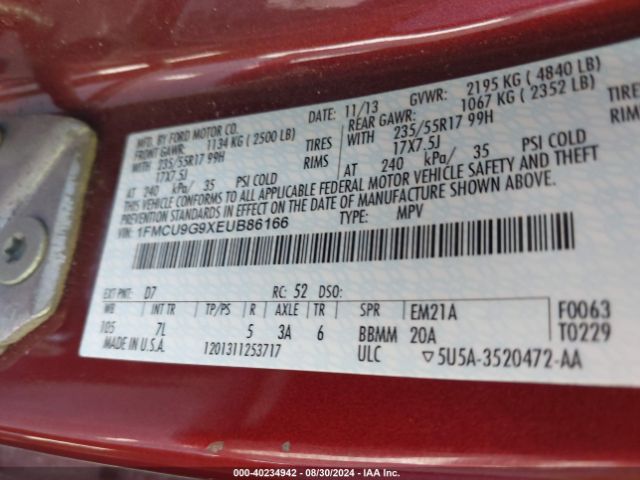 MFD. BY FORD MOTOR CO.
DATE: 11/13 GVWR: 2195 KG ( 4840 LB)
FRONT GAWR: 1134 KG ( 2500 LB) REAR GAWR: 1067 KG ( 2352 LB)
WITH 235/55R17 99H TIRES WITH 235/55R17 99H TIRES
17X7.5J RIMS 17X7.5J RIMS
AT 240 kPa/ 35 PSI COLD AT 240 kPa/ 35 PSI COLD
THIS VEHICLE CONFORMS TO ALL APPLICABLE FEDERAL MOTOR VEHICLE SAFETY AND THEFT
PREVENTION STANDARDS IN EFFECT ON THE DATE OF MANUFACTURE SHOWN ABOVE.
VIN: 1FMCU9G9XEUB86166 TYPE: MPV
EXT PNT: D7 RC: 52 DSO:
WB INT TR TP/PS R AX TR SPR EM21A F0063
105 7L 5 3A 6 BBMM 20A T0229
MADE IN U.S.A. 1201311253717 ULC ▽5U5A-3520472-AA
000-40234942 - 08/30/2024 - IAA Inc.